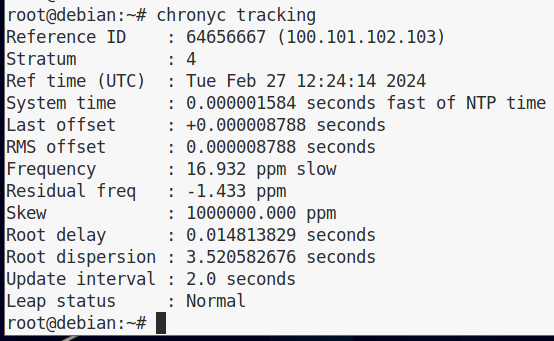 root@debian:~# chronyc tracking
Reference ID    : 64656667 (100.101.102.103)
Stratum         : 4
Ref time (UTC)  : Tue Feb 27 12:24:14 2024
System time     : 0.000001584 seconds fast of NTP time
Last offset     : +0.000008788 seconds
RMS offset      : 0.000008788 seconds
Frequency       : 16.932 ppm slow
Residual freq   : -1.433 ppm
Skew            : 1000000.000 ppm
Root delay      : 0.014813829 seconds
Root dispersion : 3.520582676 seconds
Update interval : 2.0 seconds
Leap status     : Normal
root@debian:~#